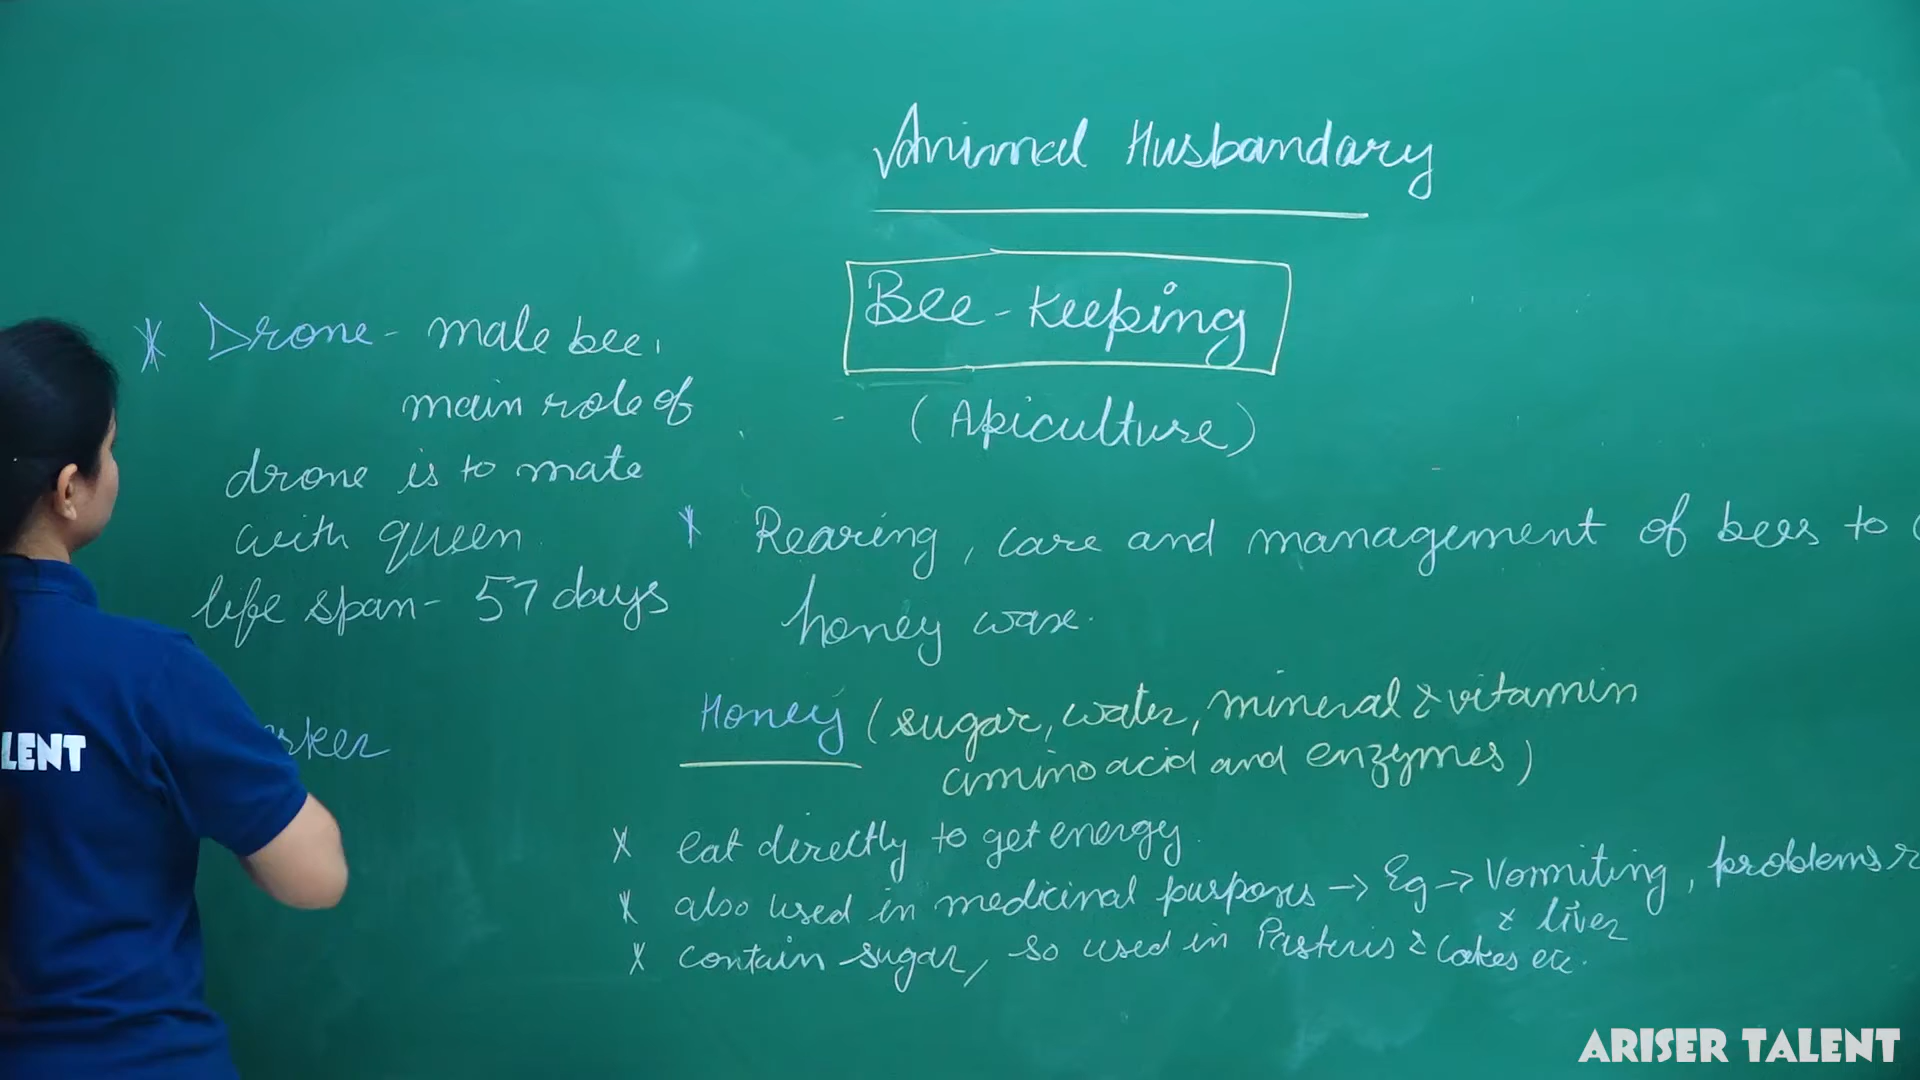 Animal Husbandary
Bee-Keeping
(Apiculture)
* Drone - male bee.
main role of
drone is to mate
with queen
life span - 57 days
* Rearing, care and management of bees to
honey wax.
Honey (sugar, water, mineral & vitamin
amino acid and enzymes)
* eat directly to get energy.
* also used in medicinal purposes → Eg → Vomiting, problems
& liver
* contain sugar, so used in Pasteris & Cakes etc.
LENT
ARISER TALENT